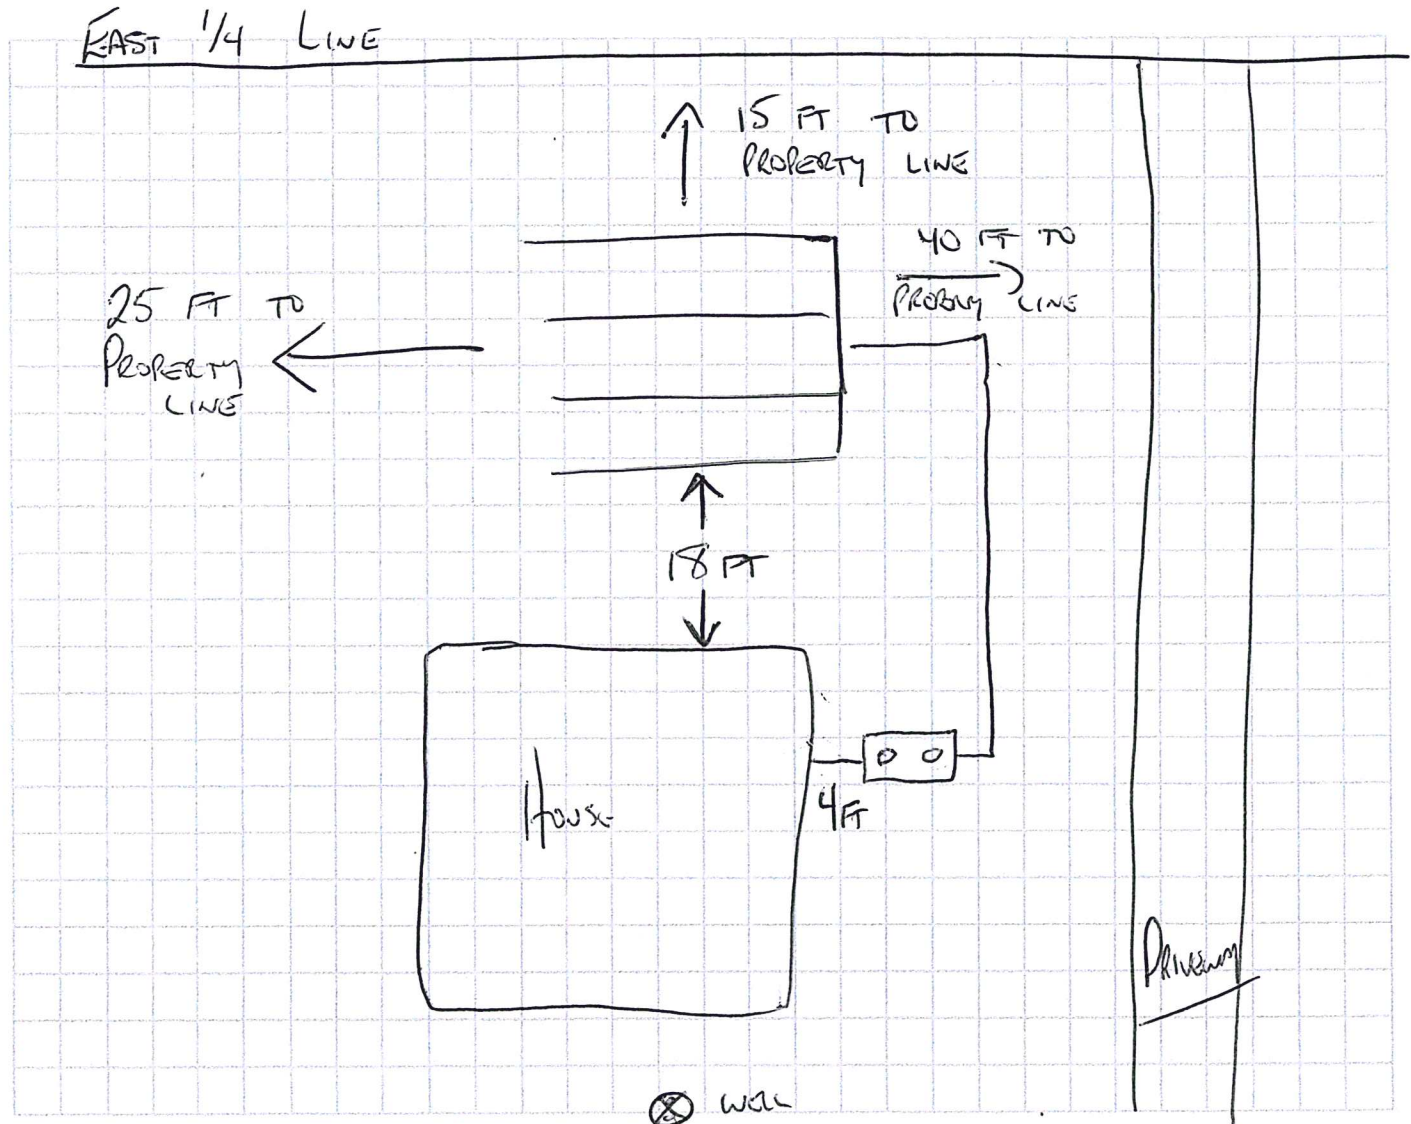 EAST 1/4 LINE
15 FT TO
PROPERTY LINE
40 FT TO
LINE
25 FT TO
PROPERTY
LINE
18 FT
HOUSE
4 FT
DRIVEWAY
WELL